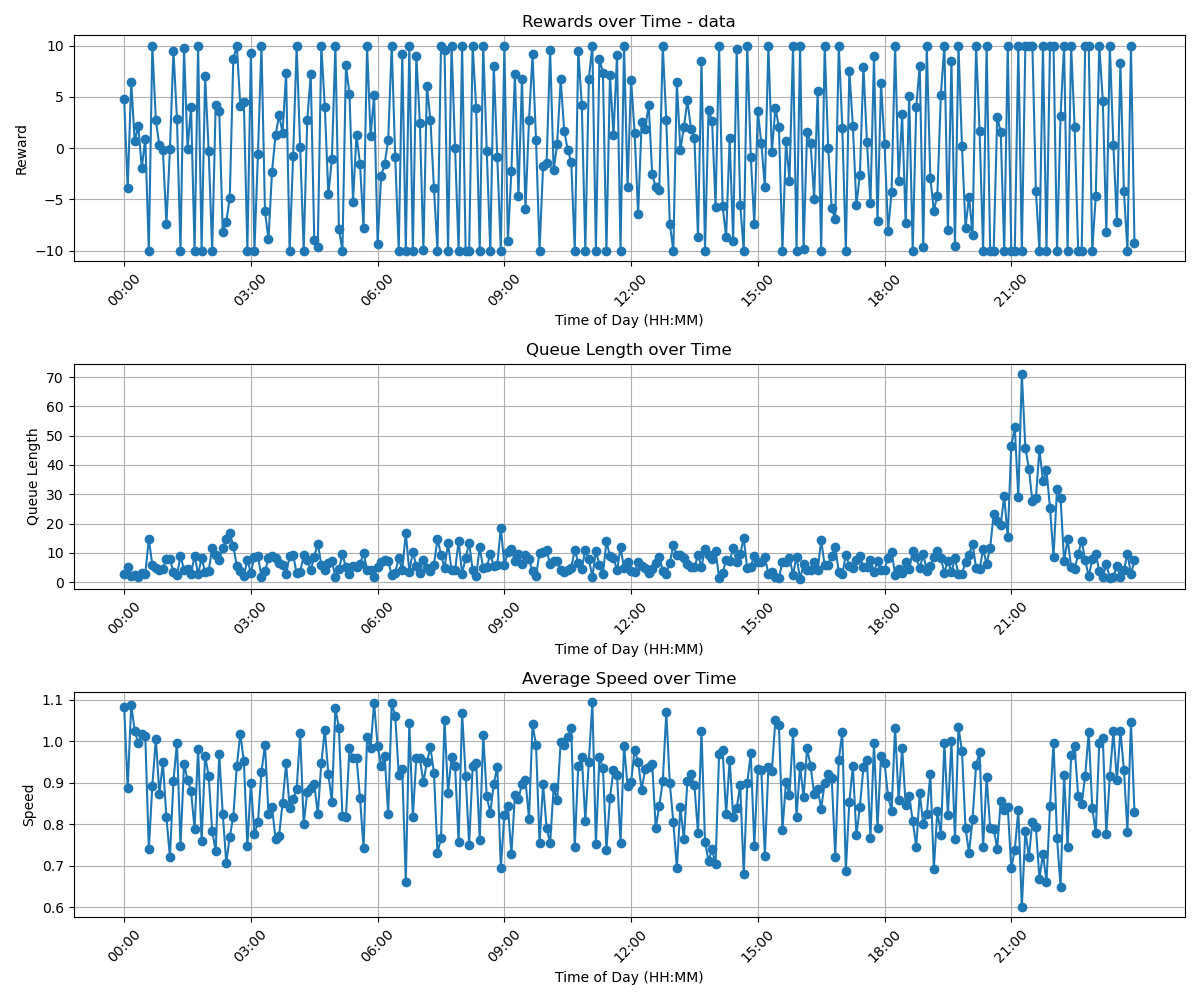 Rewards over Time - data
10
5
0
−5
−10
Reward
00:00 03:00 06:00 09:00 12:00 15:00 18:00 21:00
Time of Day (HH:MM)
Queue Length over Time
70
60
50
40
30
20
10
0
Queue Length
00:00 03:00 06:00 09:00 12:00 15:00 18:00 21:00
Time of Day (HH:MM)
Average Speed over Time
1.1
1.0
0.9
0.8
0.7
0.6
Speed
00:00 03:00 06:00 09:00 12:00 15:00 18:00 21:00
Time of Day (HH:MM)